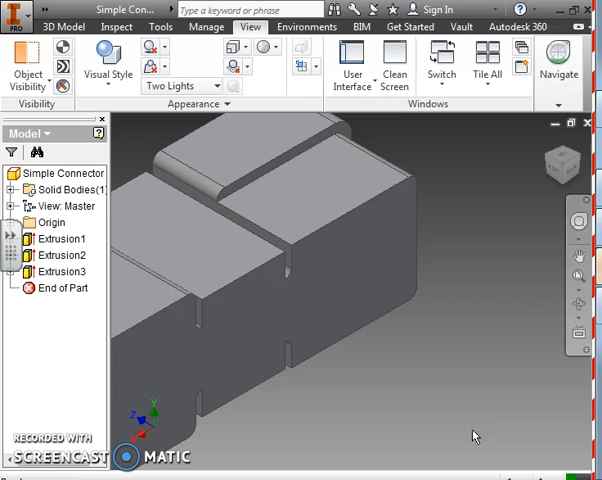 Simple Con...
Type a keyword or phrase
Sign In
PRO
3D Model
Inspect
Tools
Manage
View
Environments
BIM
Get Started
Vault
Autodesk 360
Object
Visibility
Visual Style
Two Lights
User
Interface
Clean
Screen
Switch
Tile All
Navigate
Visibility
Appearance
Windows
Model
Simple Connector
Solid Bodies(1)
View: Master
Origin
Extrusion1
Extrusion2
Extrusion3
End of Part
Y
Z
X
RECORDED WITH
SCREENCAST MATIC